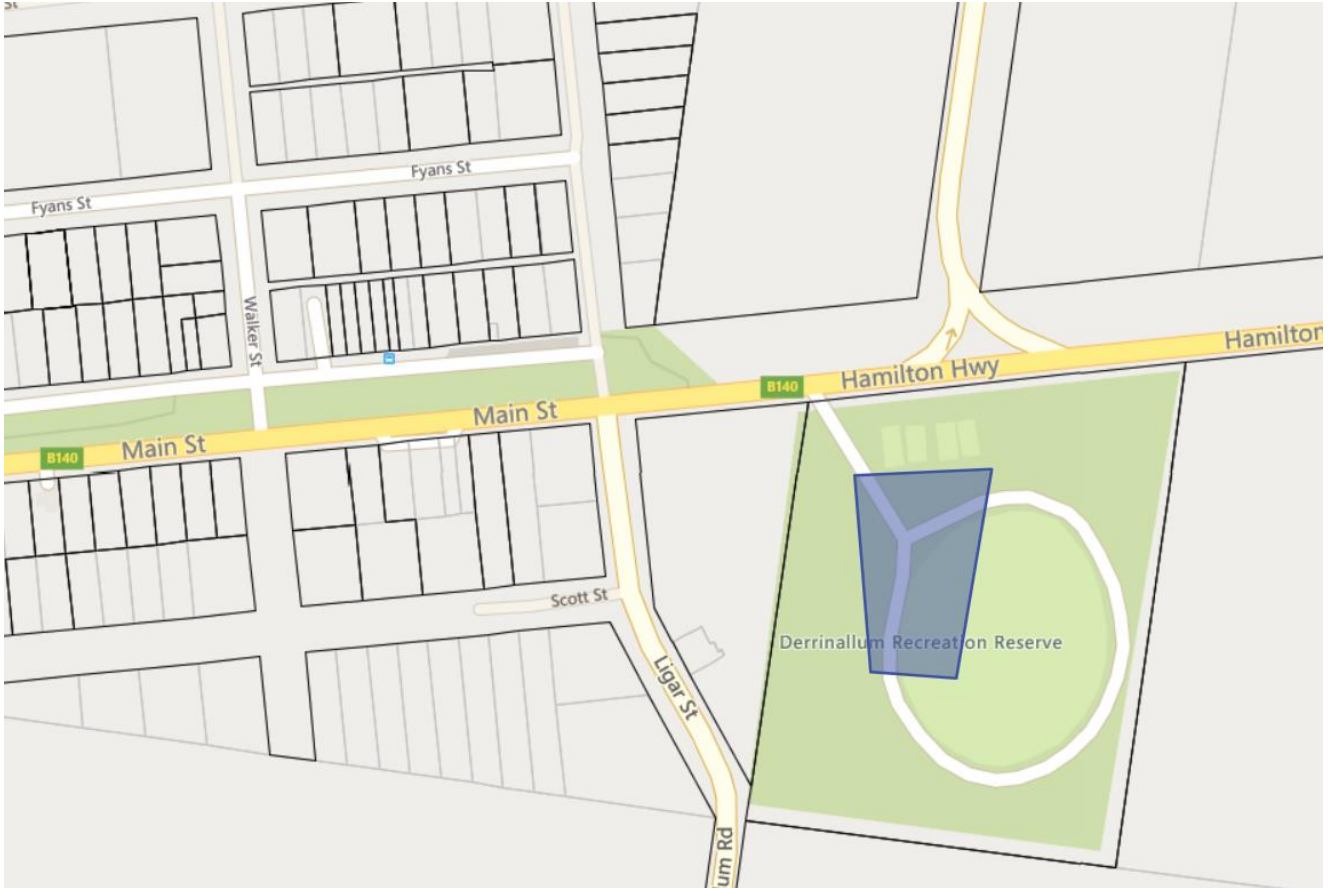 St
Fyans St
Fyans St
Walker St
Hamilton
Hamilton Hwy
B140
Main St
Main St
B140
Scott St
Derrinallum Recreation Reserve
Ligar St
um Rd